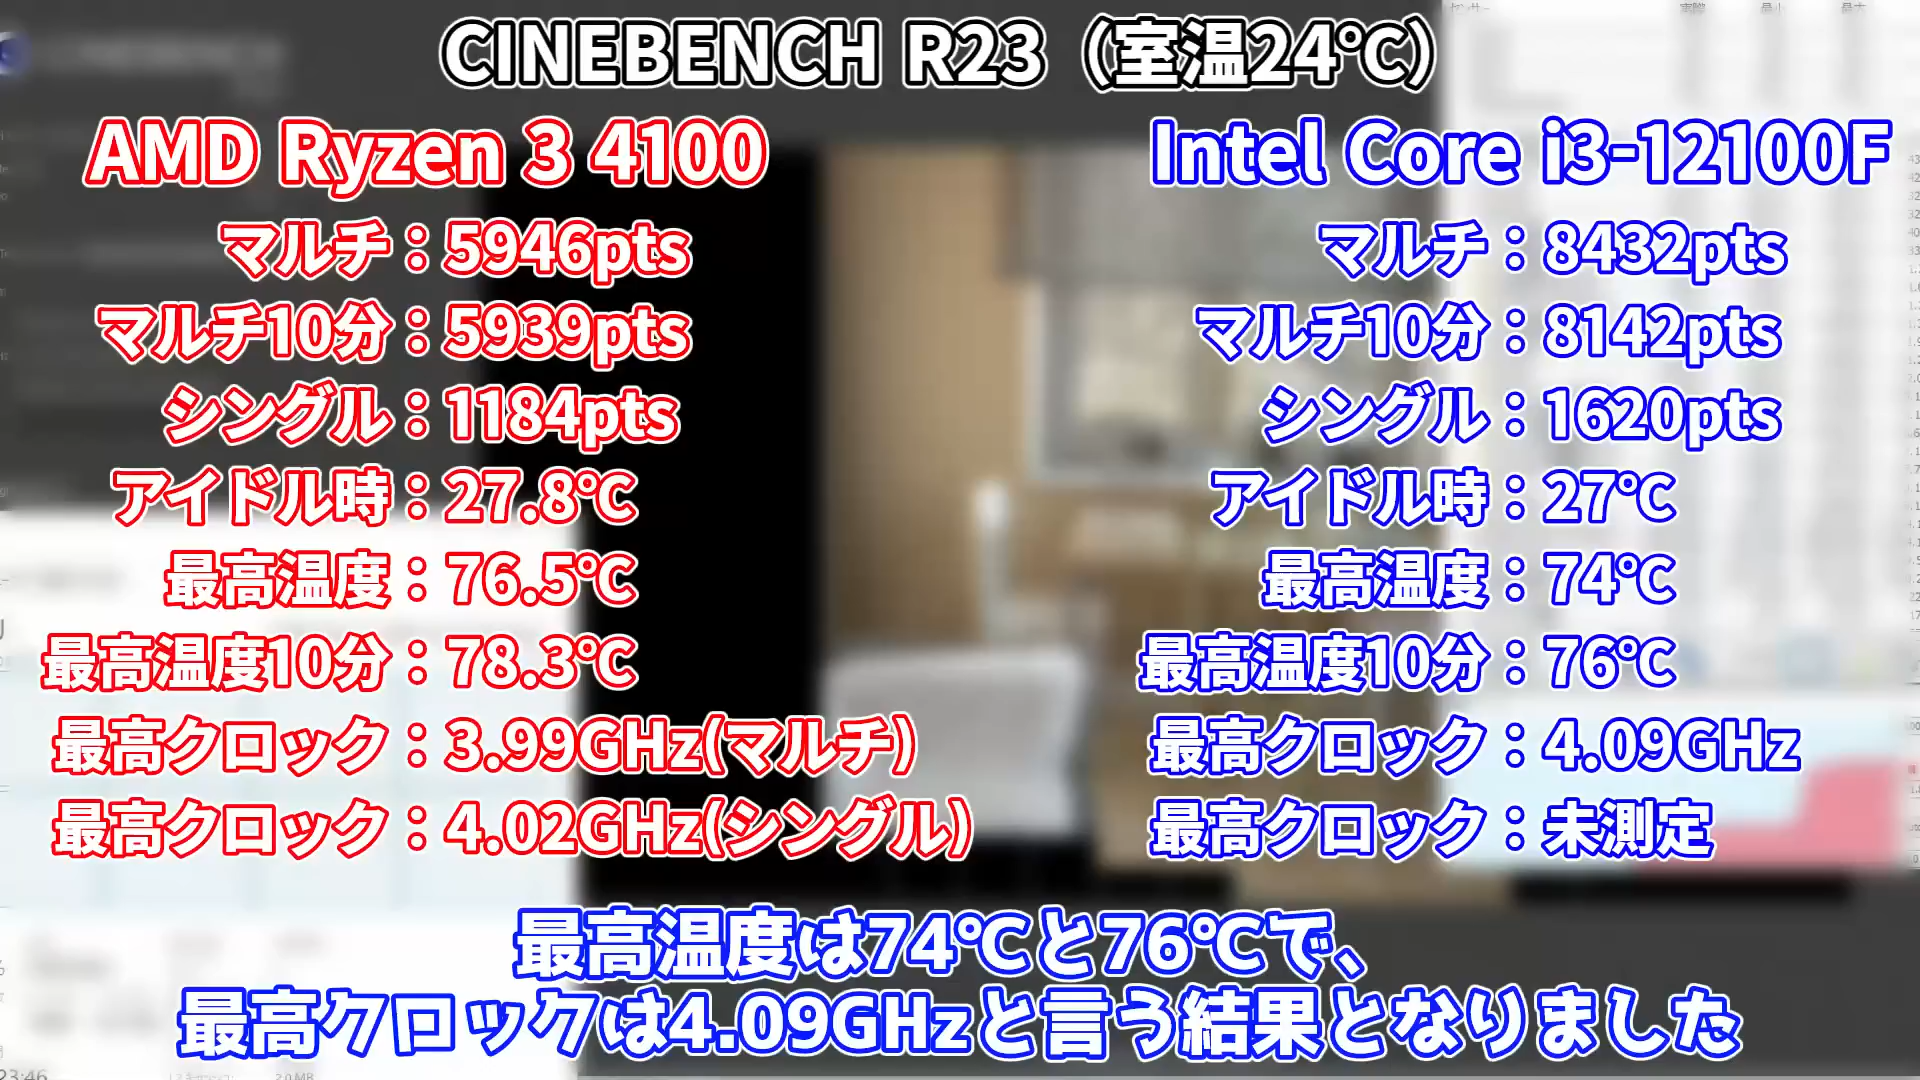 CINEBENCH R23（室温24℃）
AMD Ryzen 3 4100
マルチ：5946pts
マルチ10分：5939pts
シングル：1184pts
アイドル時：27.8℃
最高温度：76.5℃
最高温度10分：78.3℃
最高クロック：3.99GHz(マルチ)
最高クロック：4.02GHz(シングル)
Intel Core i3-12100F
マルチ：8432pts
マルチ10分：8142pts
シングル：1620pts
アイドル時：27℃
最高温度：74℃
最高温度10分：76℃
最高クロック：4.09GHz
最高クロック：未測定
最高温度は74℃と76℃で、
最高クロックは4.09GHzと言う結果となりました